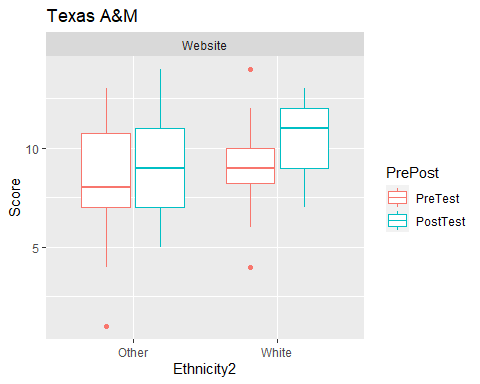 Texas A&M
Website
10
5
Score
Other
White
Ethnicity2
PrePost
PreTest
PostTest